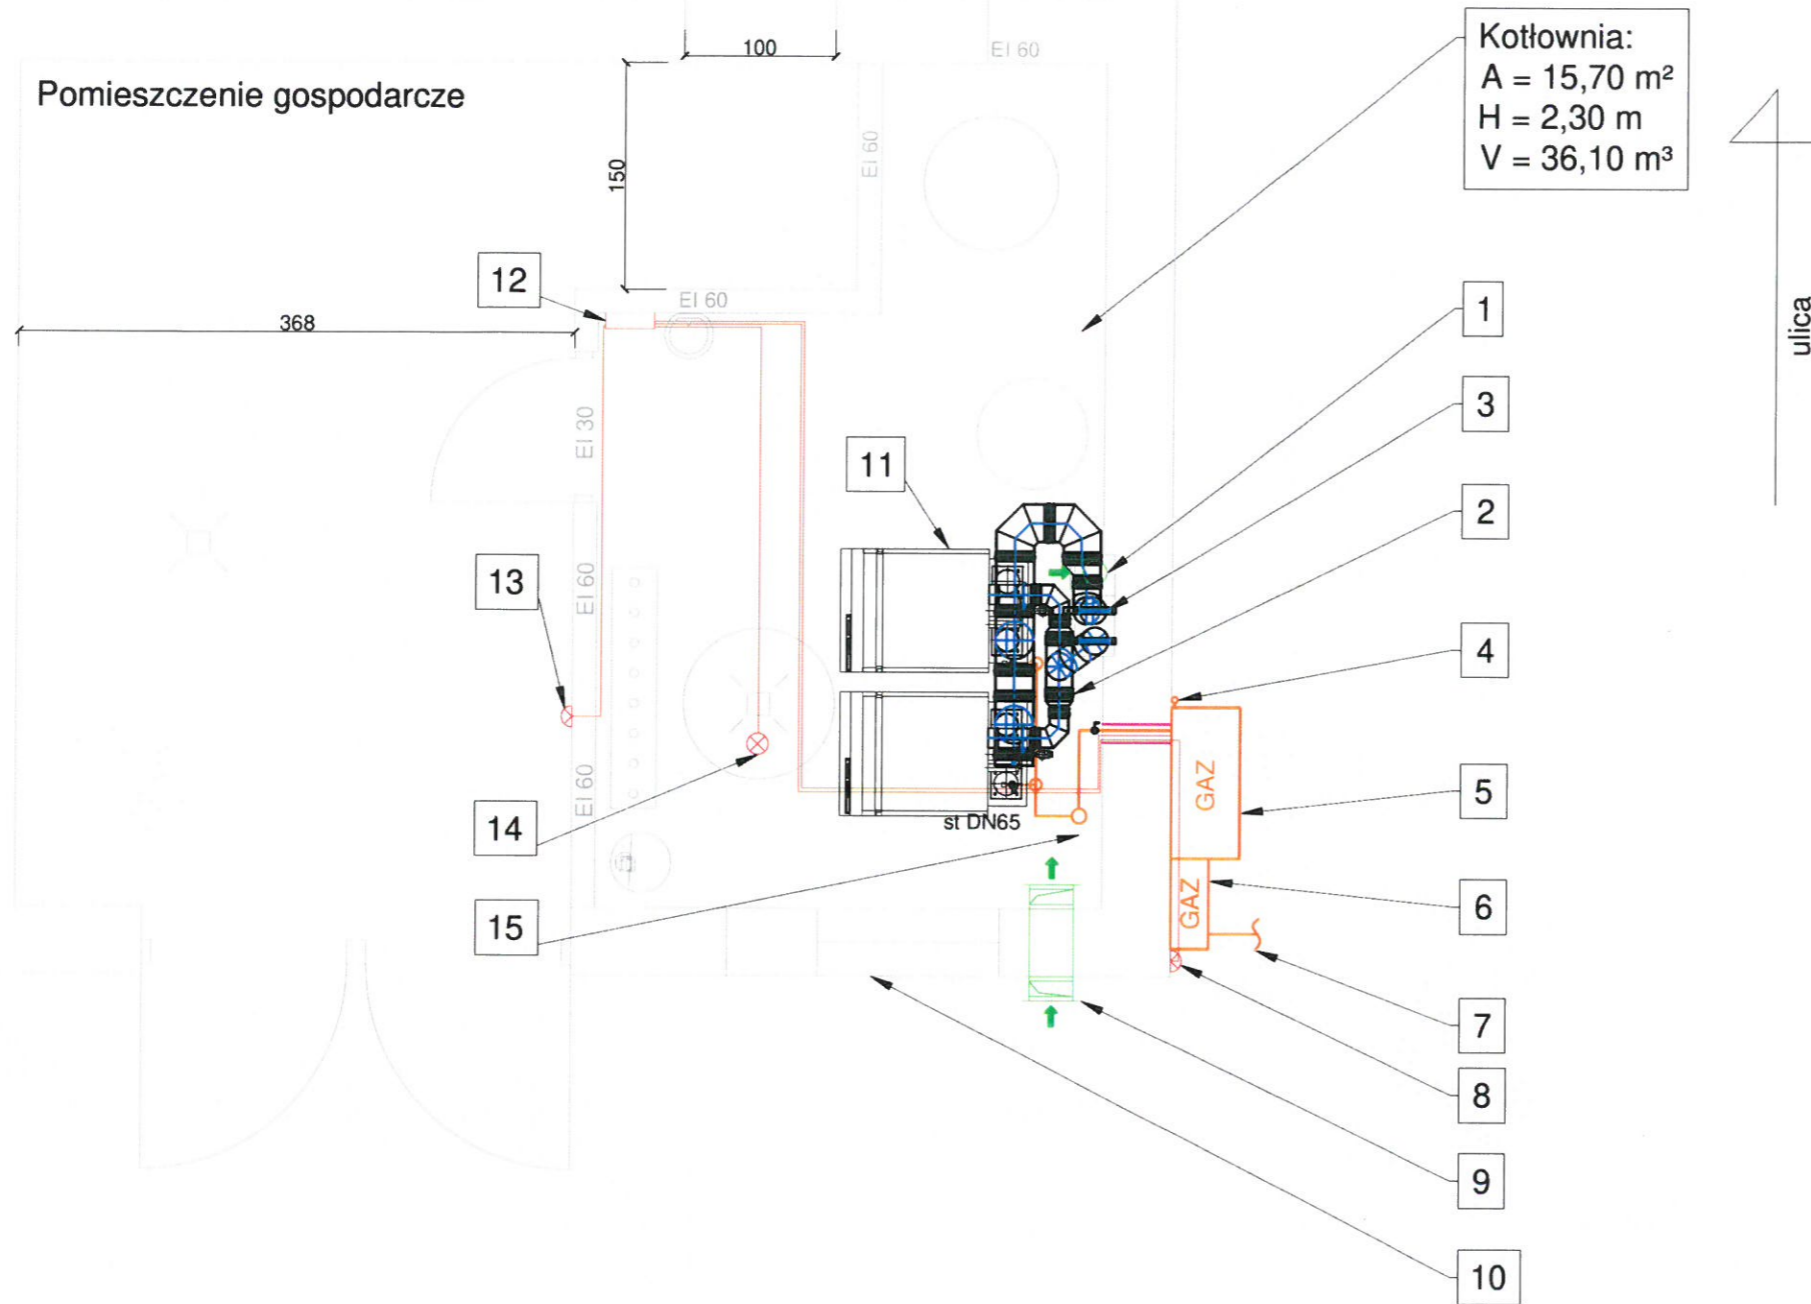 Pomieszczenie gospodarcze
100
EI 60
Kotłownia:
A = 15,70 m²
H = 2,30 m
V = 36,10 m³
150
EI 60
ulica
12
EI 60
1
368
3
EI 30
11
2
13
EI 60
4
GAZ
5
EI 60
14
st DN65
6
GAZ
15
7
8
9
10